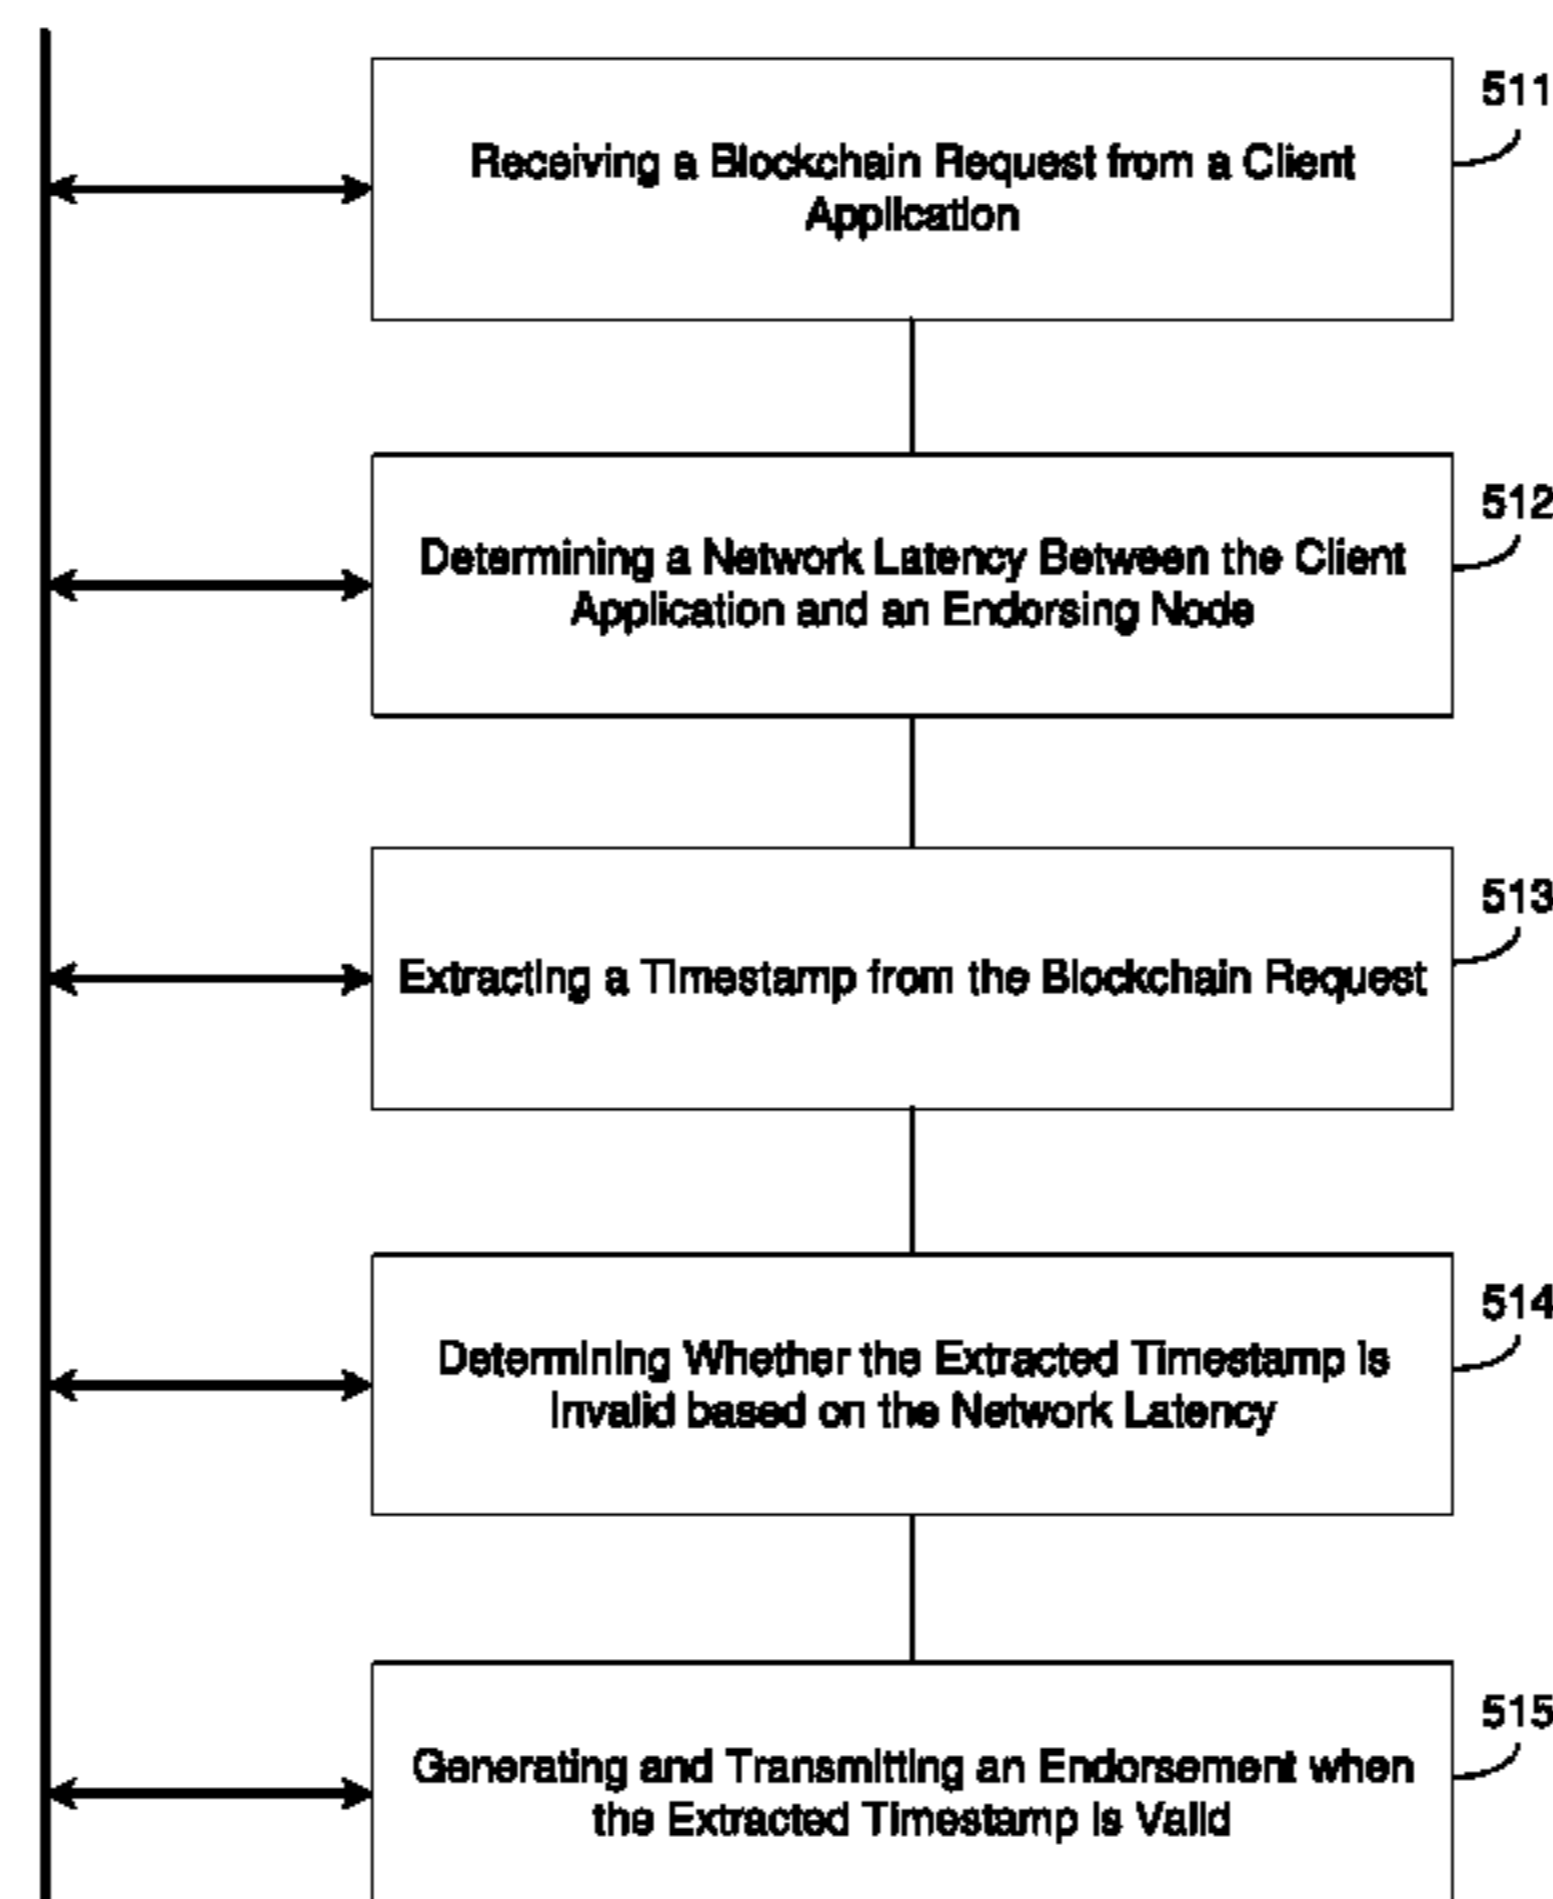 511
Receiving a Blockchain Request from a Client
Application
512
Determining a Network Latency Between the Client
Application and an Endorsing Node
513
Extracting a Timestamp from the Blockchain Request
514
Determining Whether the Extracted Timestamp is
Invalid based on the Network Latency
515
Generating and Transmitting an Endorsement when
the Extracted Timestamp is Valid